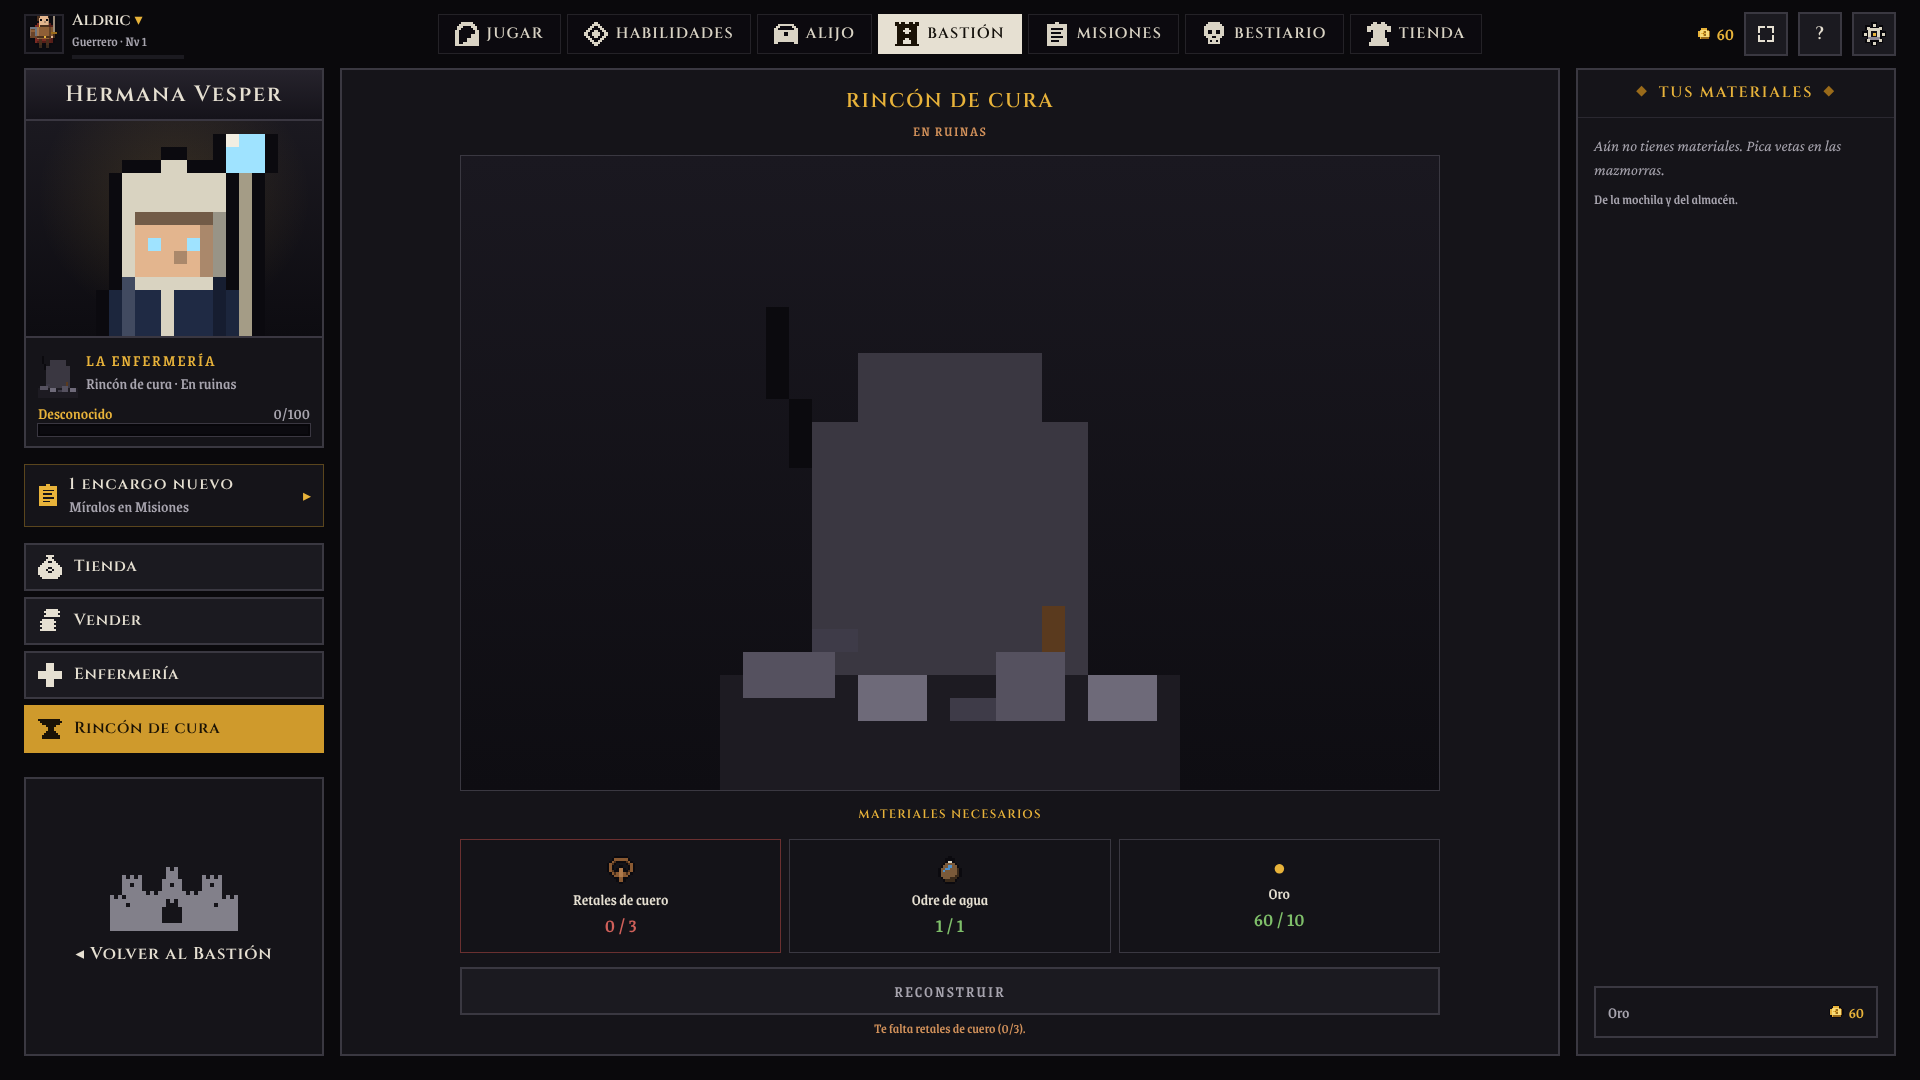 ALDRIC ▼
Guerrero · Nv 1
JUGAR
HABILIDADES
ALIJO
BASTIÓN
MISIONES
BESTIARIO
TIENDA
60
?
HERMANA VESPER
LA ENFERMERÍA
Rincón de cura · En ruinas
Desconocido 0/100
1 ENCARGO NUEVO
Míralos en Misiones
TIENDA
VENDER
ENFERMERÍA
RINCÓN DE CURA
◂ VOLVER AL BASTIÓN
RINCÓN DE CURA
EN RUINAS
MATERIALES NECESARIOS
Retales de cuero
0 / 3
Odre de agua
1 / 1
Oro
60 / 10
RECONSTRUIR
Te falta retales de cuero (0/3).
◆ TUS MATERIALES ◆
Aún no tienes materiales. Pica vetas en las
mazmorras.
De la mochila y del almacén.
Oro 60